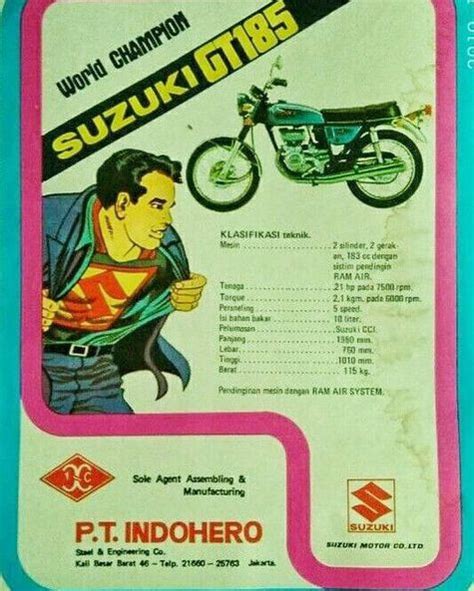 World CHAMPION
SUZUKI GT185
KLASIFIKASI teknik.
Mesin ........ 2 silinder, 2 gerak-
an, 183 cc dengan
sistim pendingin
RAM AIR.
Tenaga ........ 21 hp pada 7500 rpm.
Torque ........ 2,1 kgm. pada 6000 rpm.
Persneling ........ 5 speed.
Isi bahan bakar ........ 10 liter.
Pelumasan ........ Suzuki CCI.
Panjang ........ mm.
Lebar ........ 750 mm.
Tinggi ........ 1010 mm.
Berat ........ 115 kg.
Pendinginan mesin dengan RAM AIR SYSTEM.
Sole Agent Assembling &
Manufacturing
P.T. INDOHERO
Steel & Engineering Co.
Kali Besar Barat 46 – Telp. 21660 – 25763 Jakarta.
SUZUKI
SUZUKI MOTOR CO.,LTD.